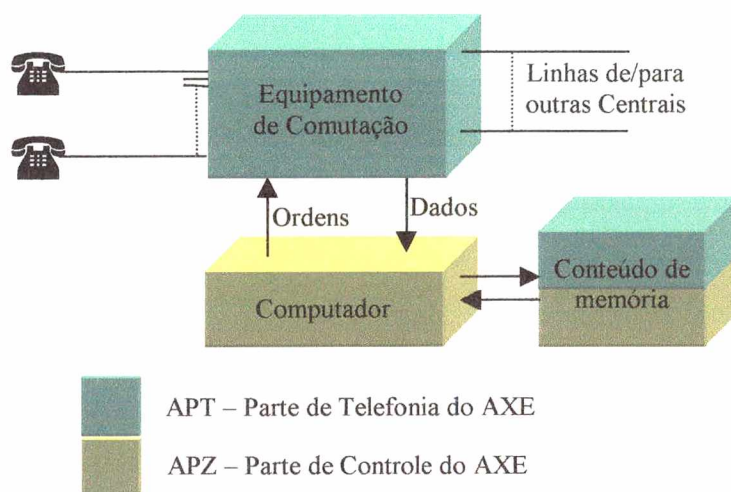 Equipamento
de Comutação
Linhas de/para
outras Centrais
Ordens
Dados
Computador
Conteúdo de
memória
APT – Parte de Telefonia do AXE
APZ – Parte de Controle do AXE